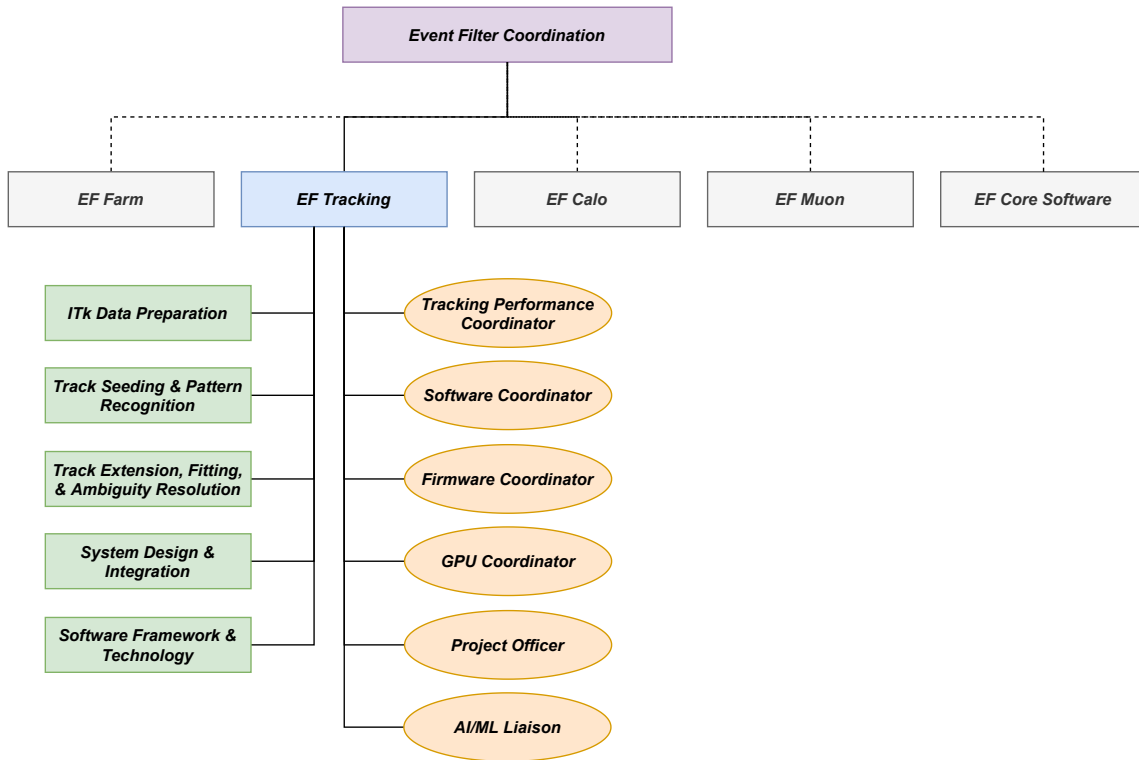 Event Filter Coordination
EF Farm
EF Tracking
EF Calo
EF Muon
EF Core Software
ITk Data Preparation
Tracking Performance
Coordinator
Track Seeding & Pattern
Recognition
Software Coordinator
Track Extension, Fitting,
& Ambiguity Resolution
Firmware Coordinator
System Design &
Integration
GPU Coordinator
Software Framework &
Technology
Project Officer
AI/ML Liaison